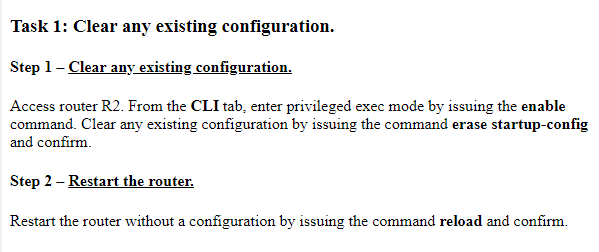 Task 1: Clear any existing configuration.
Step 1 – Clear any existing configuration.
Access router R2. From the CLI tab, enter privileged exec mode by issuing the enable
command. Clear any existing configuration by issuing the command erase startup-config
and confirm.
Step 2 – Restart the router.
Restart the router without a configuration by issuing the command reload and confirm.